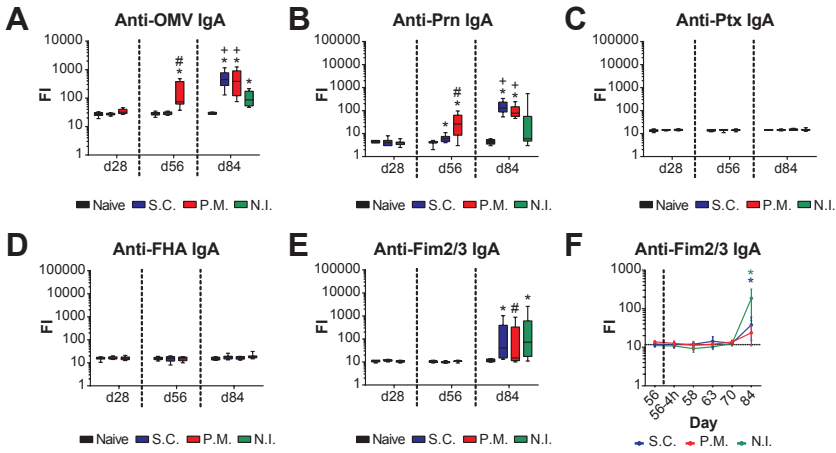 A
Anti-OMV IgA
FI
100000
10000
1000
100
10
1
#
*
+ +
* *
*
d28 d56 d84
Naive S.C. P.M. N.I.
B
Anti-Prn IgA
FI
100000
10000
1000
100
10
1
*
#
*
+ +
* *
d28 d56 d84
Naive S.C. P.M. N.I.
C
Anti-Ptx IgA
FI
100000
10000
1000
100
10
1
d28 d56 d84
Naive S.C. P.M. N.I.
D
Anti-FHA IgA
FI
100000
10000
1000
100
10
1
d28 d56 d84
Naive S.C. P.M. N.I.
E
Anti-Fim2/3 IgA
FI
100000
10000
1000
100
10
1
* # *
d28 d56 d84
Naive S.C. P.M. N.I.
F
Anti-Fim2/3 IgA
FI
1000
100
10
1
*
*
56 56-4h 58 63 70 84
Day
S.C. P.M. N.I.